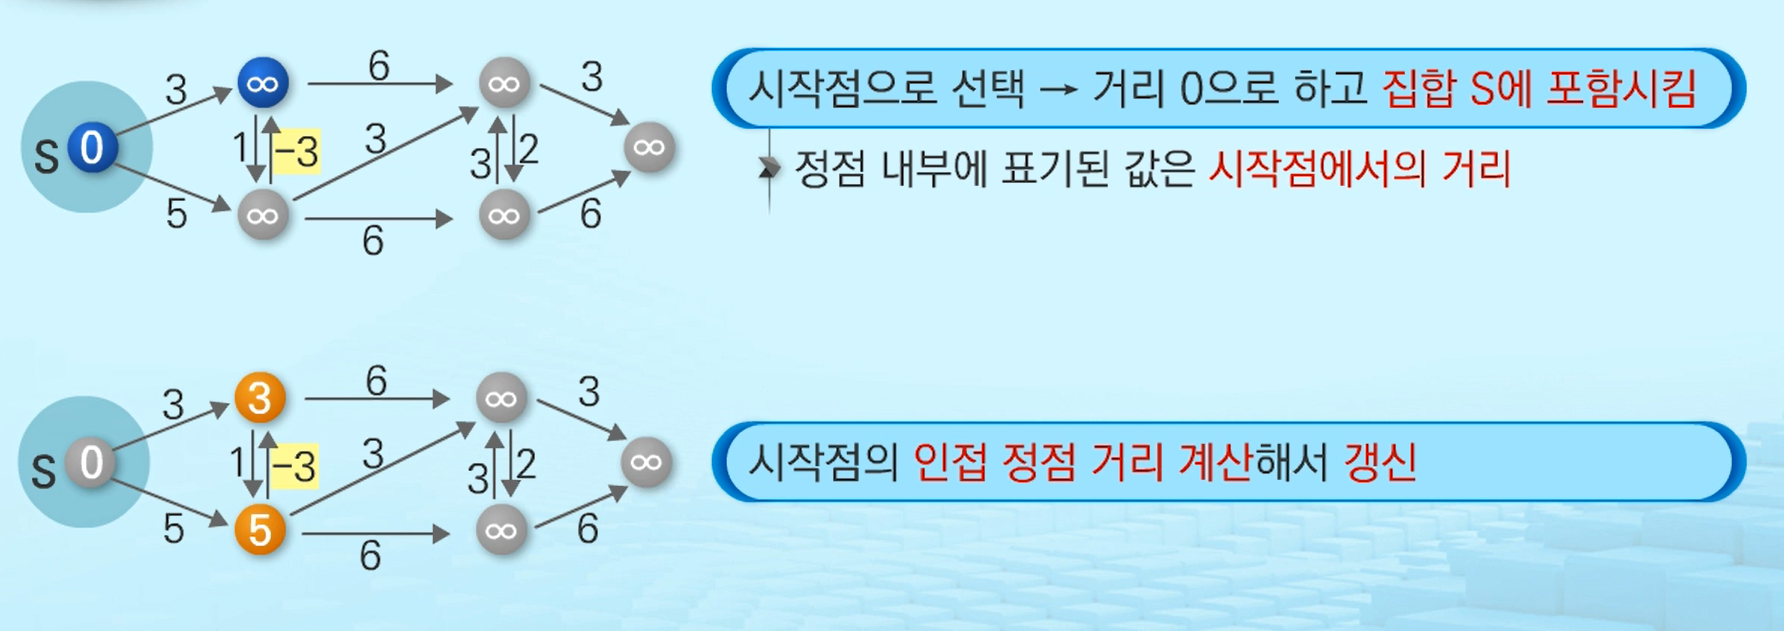 시작점으로 선택 → 거리 0으로 하고 집합 S에 포함시킴
정점 내부에 표기된 값은 시작점에서의 거리
∞ 6 ∞ 3
3
S 0 1 -3 3 3 2 ∞
5 ∞ 6 ∞ 6
시작점의 인접 정점 거리 계산해서 갱신
3 6 ∞ 3
3
S 0 1 -3 3 3 2 ∞
5 5 6 ∞ 6